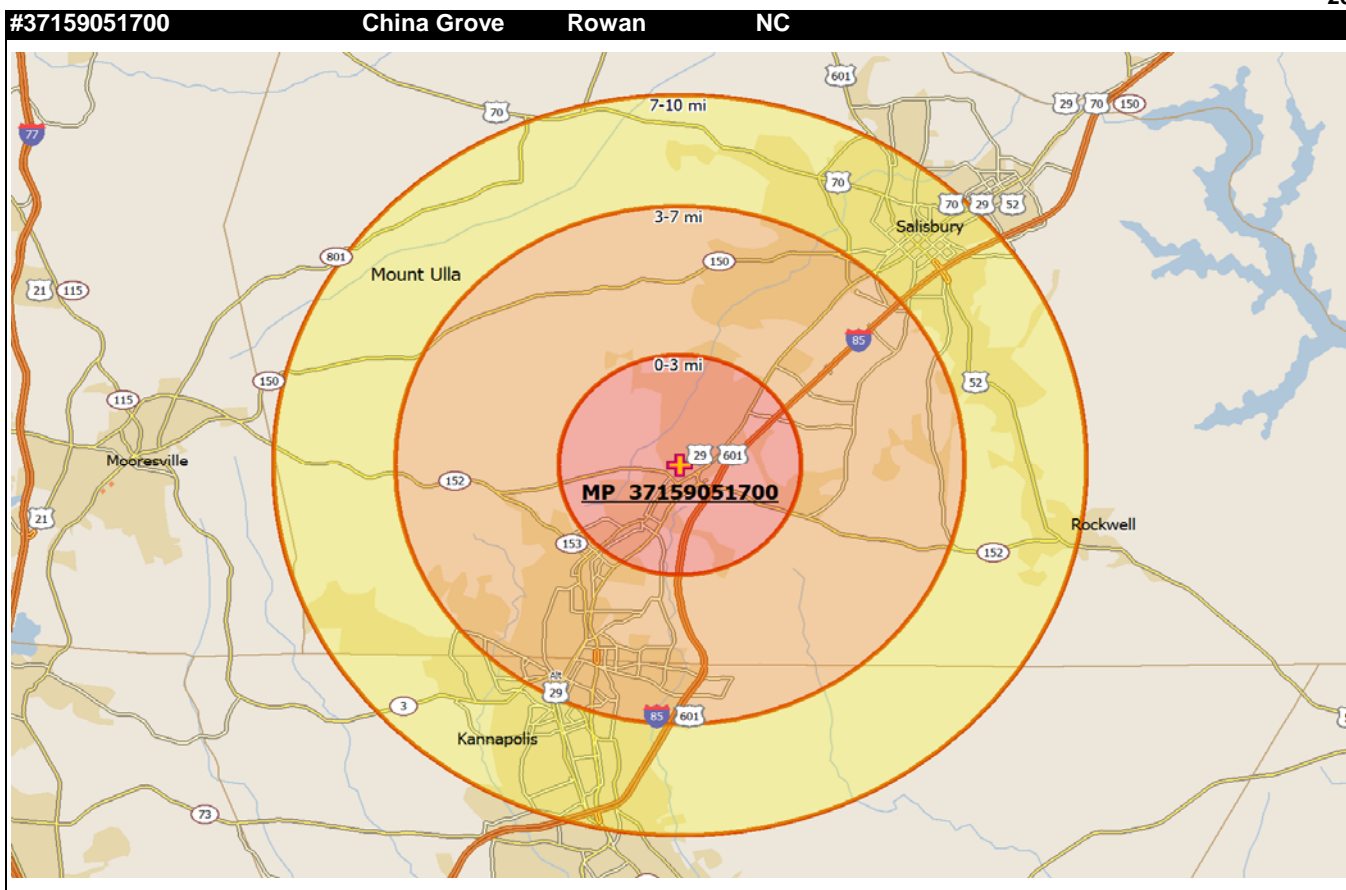 #37159051700 China Grove Rowan NC
601
7-10 mi
29 70 150
70
77
70
70 29 52
3-7 mi
Salisbury
801
150
Mount Ulla
21 115
85
0-3 mi
150
52
115
29 601
Mooresville
152
MP 37159051700
21
Rockwell
153
152
Alt
29
3
85 601
Kannapolis
73